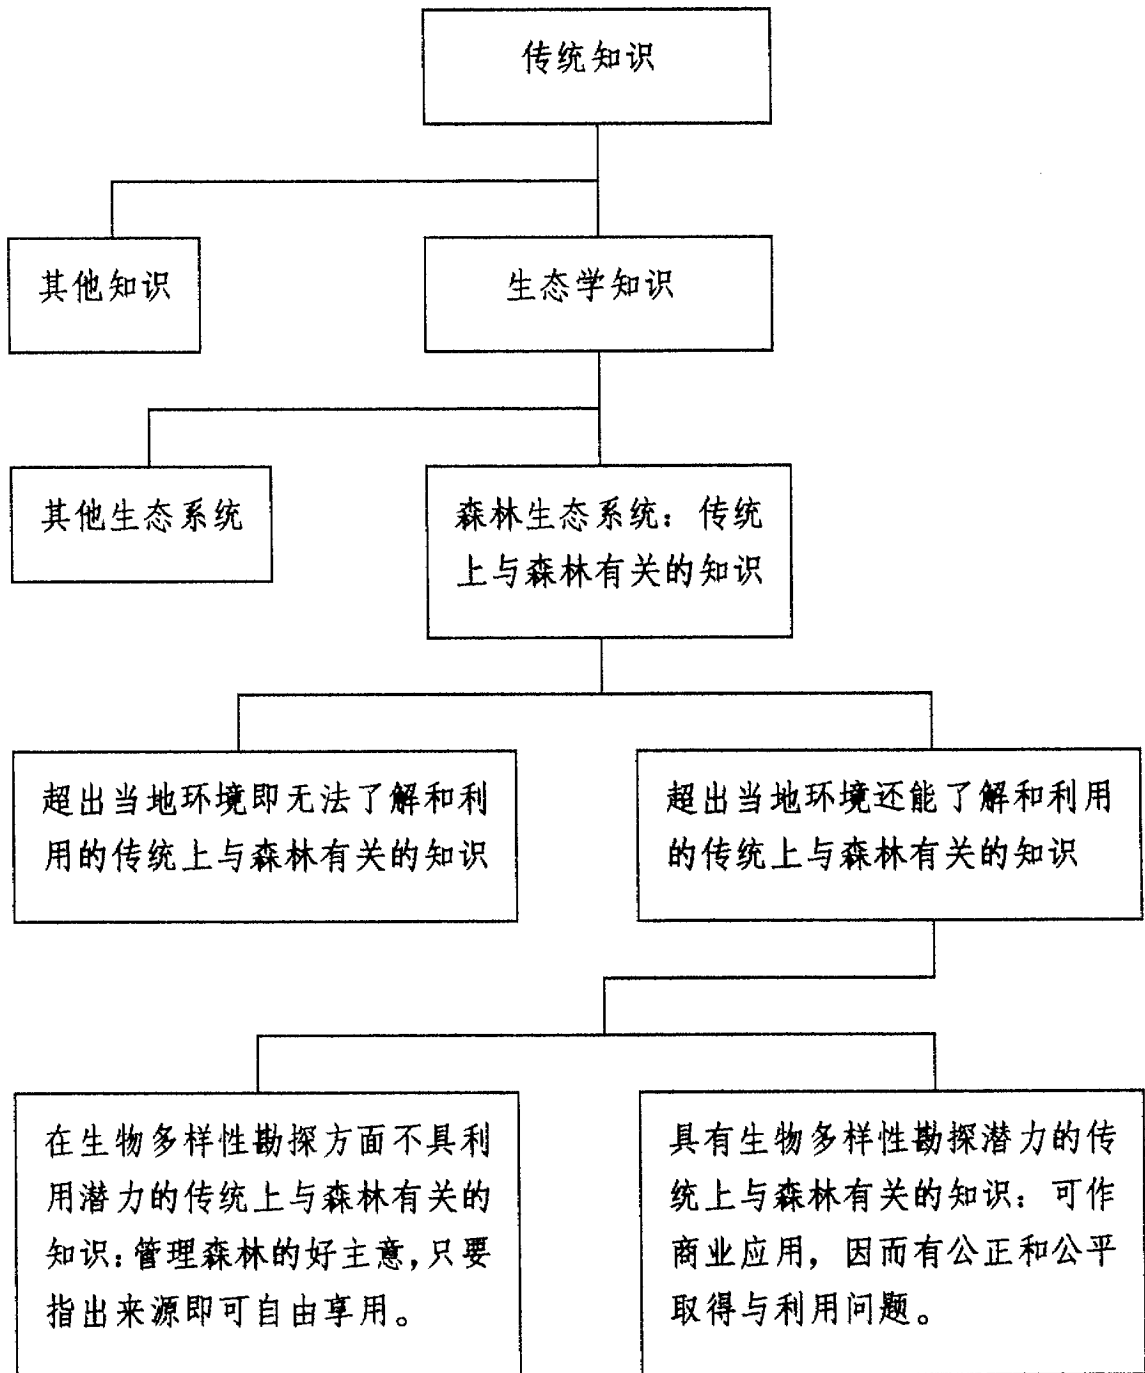 传统知识
其他知识
生态学知识
其他生态系统
森林生态系统：传统
上与森林有关的知识
超出当地环境即无法了解和利
用的传统上与森林有关的知识
超出当地环境还能了解和利用
的传统上与森林有关的知识
在生物多样性勘探方面不具利
用潜力的传统上与森林有关的
知识：管理森林的好主意，只要
指出来源即可自由享用。
具有生物多样性勘探潜力的传
统上与森林有关的知识：可作
商业应用，因而有公正和公平
取得与利用问题。